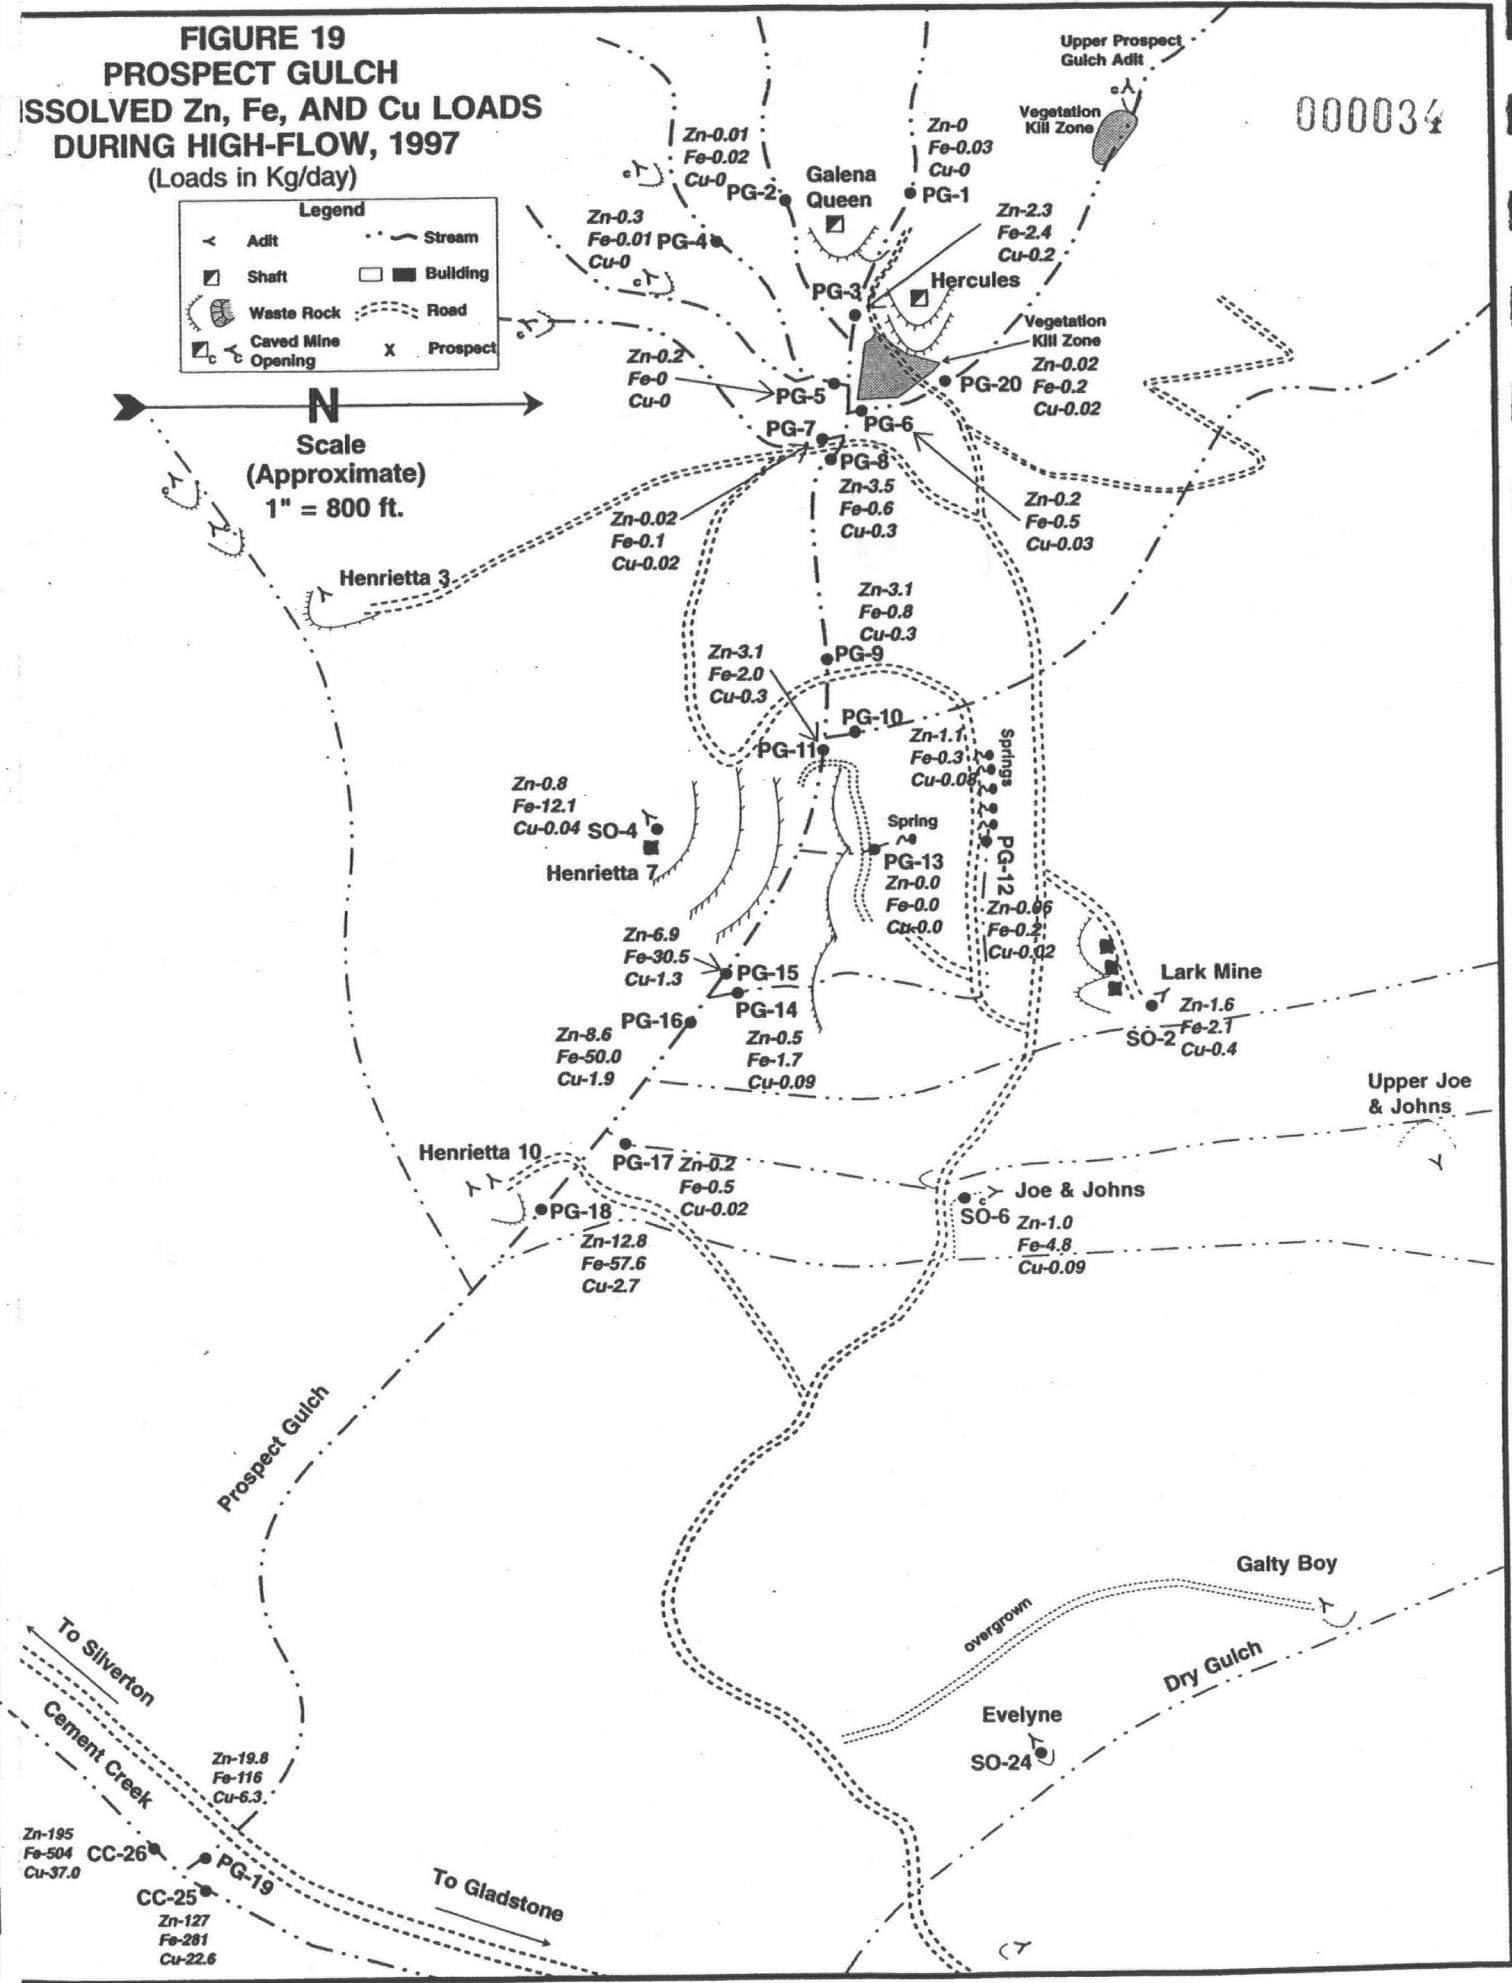 FIGURE 19
PROSPECT GULCH
ISSOLVED Zn, Fe, AND Cu LOADS
DURING HIGH-FLOW, 1997
(Loads in Kg/day)
000034
Legend
Adit
Stream
Shaft
Building
Waste Rock
Road
Caved Mine
Opening
X
Prospect
c
c
N
Scale
(Approximate)
1" = 800 ft.
Upper Prospect
Gulch Adit
c
Vegetation
Kill Zone
Zn-0.01
Fe-0.02
Cu-0
PG-2
Galena
Queen
Zn-0
Fe-0.03
Cu-0
PG-1
c
Zn-0.3
Fe-0.01
Cu-0
PG-4
c
Zn-2.3
Fe-2.4
Cu-0.2
PG-3
Hercules
c
Vegetation
Kill Zone
Zn-0.2
Fe-0
Cu-0
PG-5
PG-20
Zn-0.02
Fe-0.2
Cu-0.02
PG-6
PG-7
PG-8
Zn-3.5
Fe-0.6
Cu-0.3
Zn-0.2
Fe-0.5
Cu-0.03
Zn-0.02
Fe-0.1
Cu-0.02
c
c
Henrietta 3
Zn-3.1
Fe-0.8
Cu-0.3
PG-9
Zn-3.1
Fe-2.0
Cu-0.3
PG-10
Zn-1.1
Fe-0.3
Cu-0.08
PG-11
Springs
Zn-0.8
Fe-12.1
Cu-0.04
SO-4
Henrietta 7
Spring
PG-13
Zn-0.0
Fe-0.0
Cu-0.0
PG-12
Zn-0.06
Fe-0.2
Cu-0.02
Zn-6.9
Fe-30.5
Cu-1.3
PG-15
PG-14
Zn-0.5
Fe-1.7
Cu-0.09
Lark Mine
SO-2
Zn-1.6
Fe-2.1
Cu-0.4
PG-16
Zn-8.6
Fe-50.0
Cu-1.9
Upper Joe
& Johns
Henrietta 10
PG-17
Zn-0.2
Fe-0.5
Cu-0.02
Joe & Johns
c
SO-6
Zn-1.0
Fe-4.8
Cu-0.09
PG-18
Zn-12.8
Fe-57.6
Cu-2.7
Prospect Gulch
Galty Boy
overgrown
Dry Gulch
Evelyne
SO-24
To Silverton
Cement Creek
Zn-19.8
Fe-116
Cu-6.3
Zn-195
Fe-504
Cu-37.0
CC-26
PG-19
CC-25
Zn-127
Fe-281
Cu-22.6
To Gladstone